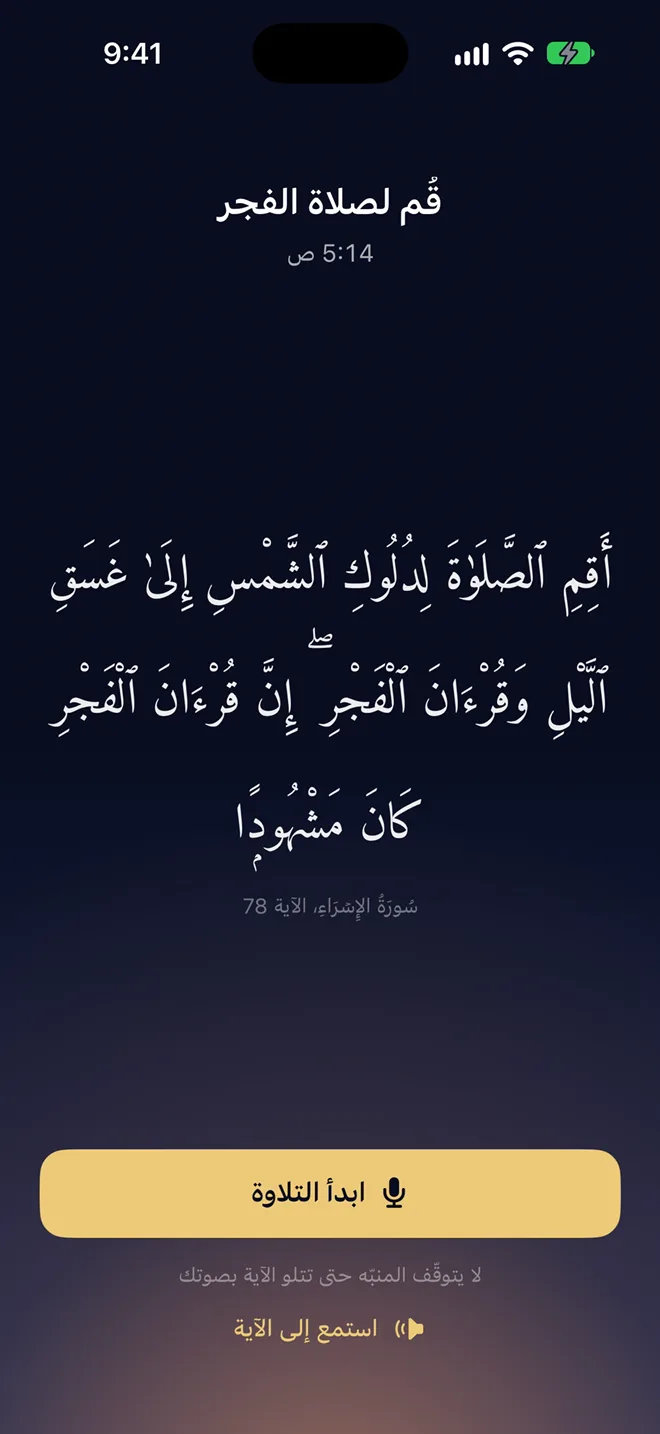 9:41
قُم لصلاة الفجر
5:14 ص
أَقِمِ ٱلصَّلَوٰةَ لِدُلُوكِ ٱلشَّمْسِ إِلَىٰ غَسَقِ
ٱلَّيْلِ وَقُرْءَانَ ٱلْفَجْرِ ۖ إِنَّ قُرْءَانَ ٱلْفَجْرِ
كَانَ مَشْهُودًۭا
سُورَةُ الإِسۡرَاءِ، الآية 78
ابدأ التلاوة
لا يتوقّف المنبّه حتى تتلو الآية بصوتك
استمع إلى الآية